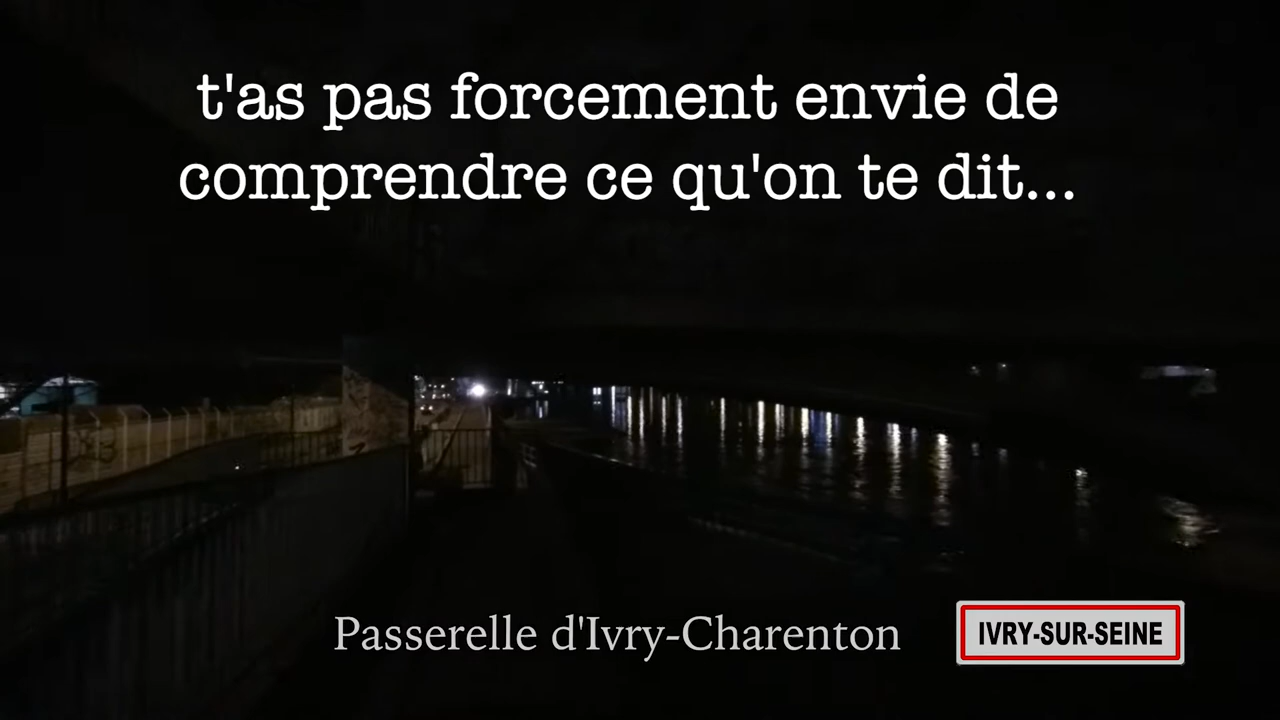 t'as pas forcement envie de
comprendre ce qu'on te dit...
Passerelle d'Ivry-Charenton
IVRY-SUR-SEINE